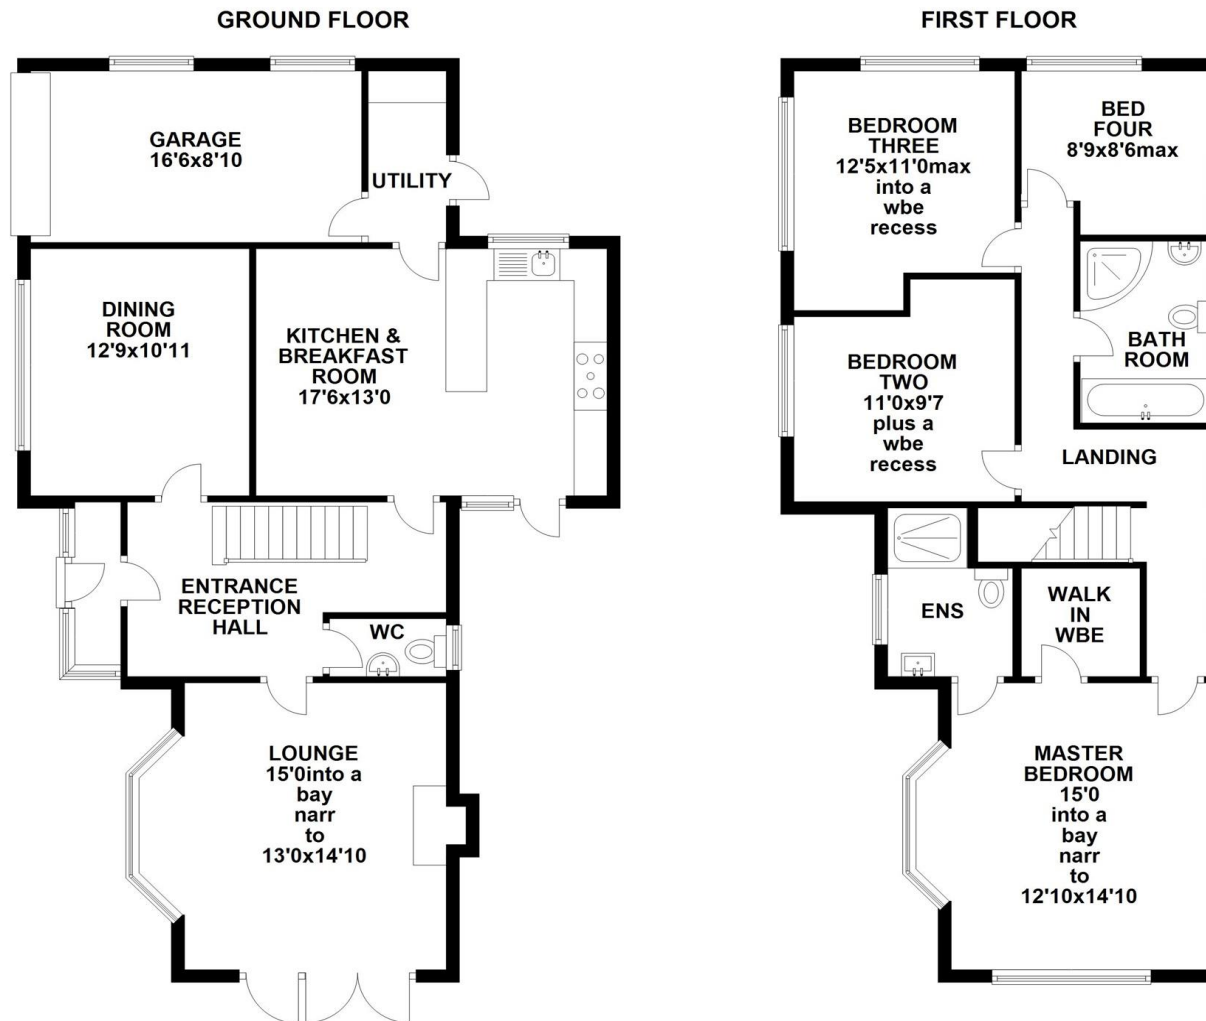 GROUND FLOOR
GARAGE
16'6x8'10
UTILITY
DINING
ROOM
12'9x10'11
KITCHEN &
BREAKFAST
ROOM
17'6x13'0
ENTRANCE
RECEPTION
HALL
WC
LOUNGE
15'0into a
bay
narr
to
13'0x14'10
FIRST FLOOR
BEDROOM
THREE
12'5x11'0max
into a
wbe
recess
BED
FOUR
8'9x8'6max
BEDROOM
TWO
11'0x9'7
plus a
wbe
recess
BATH
ROOM
LANDING
ENS
WALK
IN
WBE
MASTER
BEDROOM
15'0
into a
bay
narr
to
12'10x14'10